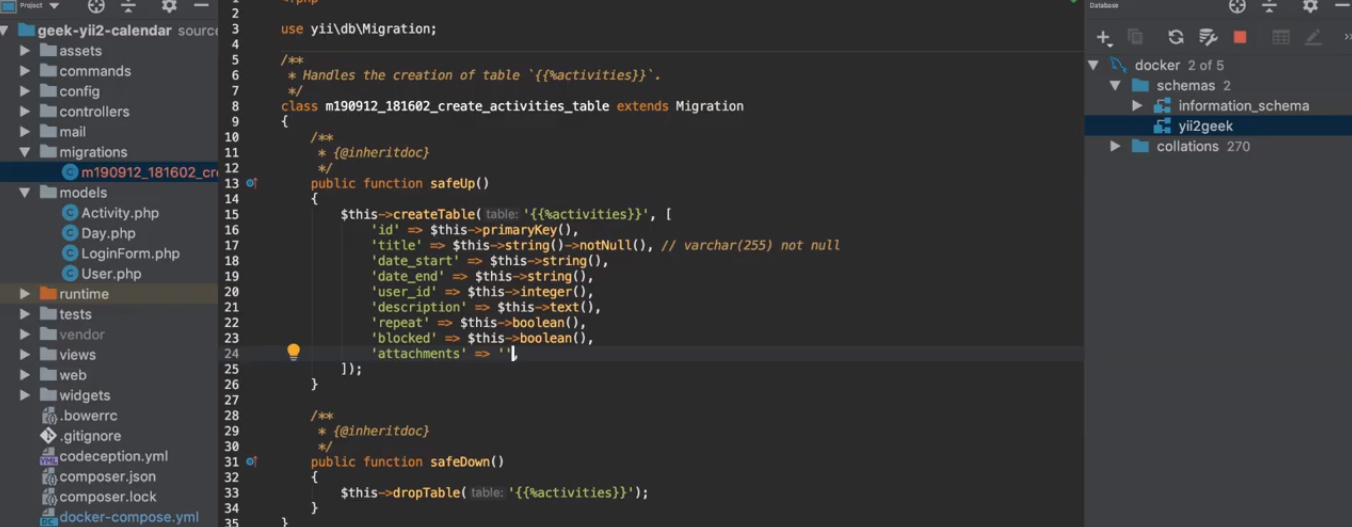 Project
geek-yii2-calendar sourc
assets
commands
config
controllers
mail
migrations
m190912_181602_cre
models
Activity.php
Day.php
LoginForm.php
User.php
runtime
tests
vendor
views
web
widgets
.bowerrc
.gitignore
codeception.yml
composer.json
composer.lock
docker-compose.yml
1 <?php
2
3 use yii\db\Migration;
4
5 /**
6 * Handles the creation of table `{{%activities}}`.
7 */
8 class m190912_181602_create_activities_table extends Migration
9 {
10 /**
11 * {@inheritdoc}
12 */
13 public function safeUp()
14 {
15 $this->createTable( table: '{{%activities}}', [
16 'id' => $this->primaryKey(),
17 'title' => $this->string()->notNull(), // varchar(255) not null
18 'date_start' => $this->string(),
19 'date_end' => $this->string(),
20 'user_id' => $this->integer(),
21 'description' => $this->text(),
22 'repeat' => $this->boolean(),
23 'blocked' => $this->boolean(),
24 'attachments' => '',
25 ]);
26 }
27
28 /**
29 * {@inheritdoc}
30 */
31 public function safeDown()
32 {
33 $this->dropTable( table: '{{%activities}}');
34 }
35 }
Database
docker 2 of 5
schemas 2
information_schema
yii2geek
collations 270